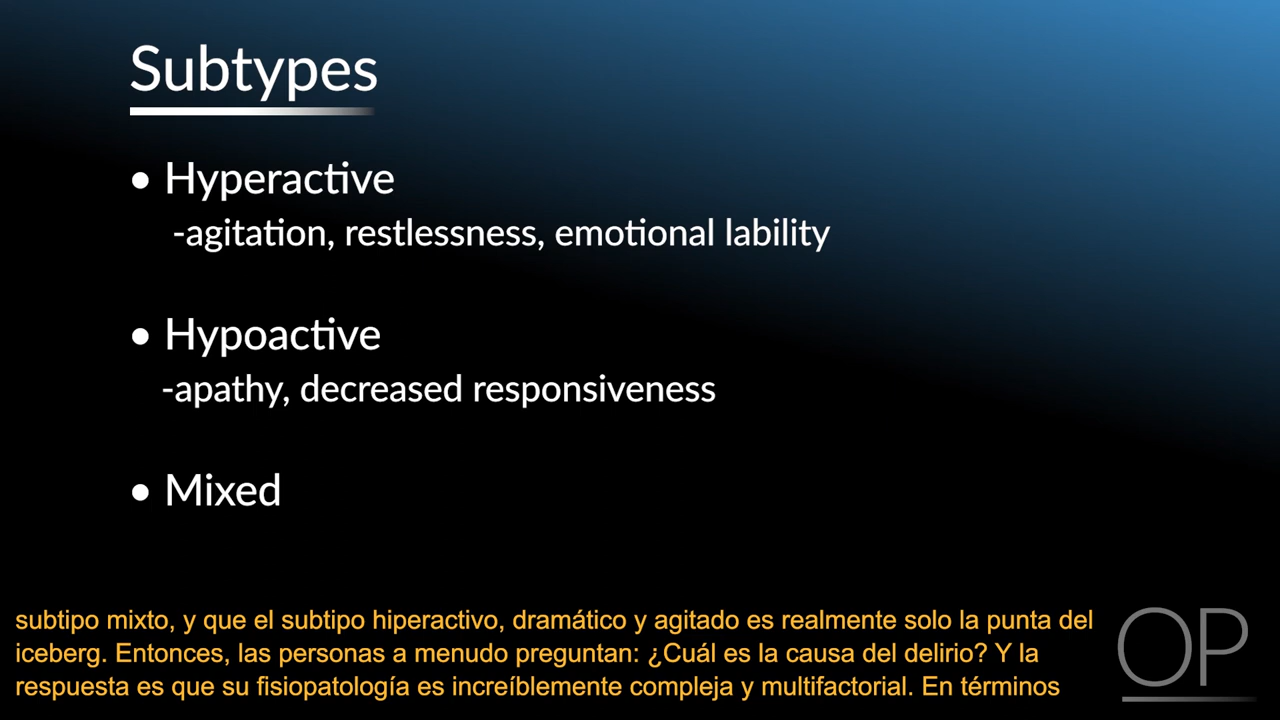 Subtypes
• Hyperactive
-agitation, restlessness, emotional lability
• Hypoactive
-apathy, decreased responsiveness
• Mixed
subtipo mixto, y que el subtipo hiperactivo, dramático y agitado es realmente solo la punta del
iceberg. Entonces, las personas a menudo preguntan: ¿Cuál es la causa del delirio? Y la
respuesta es que su fisiopatología es increíblemente compleja y multifactorial. En términos
OP